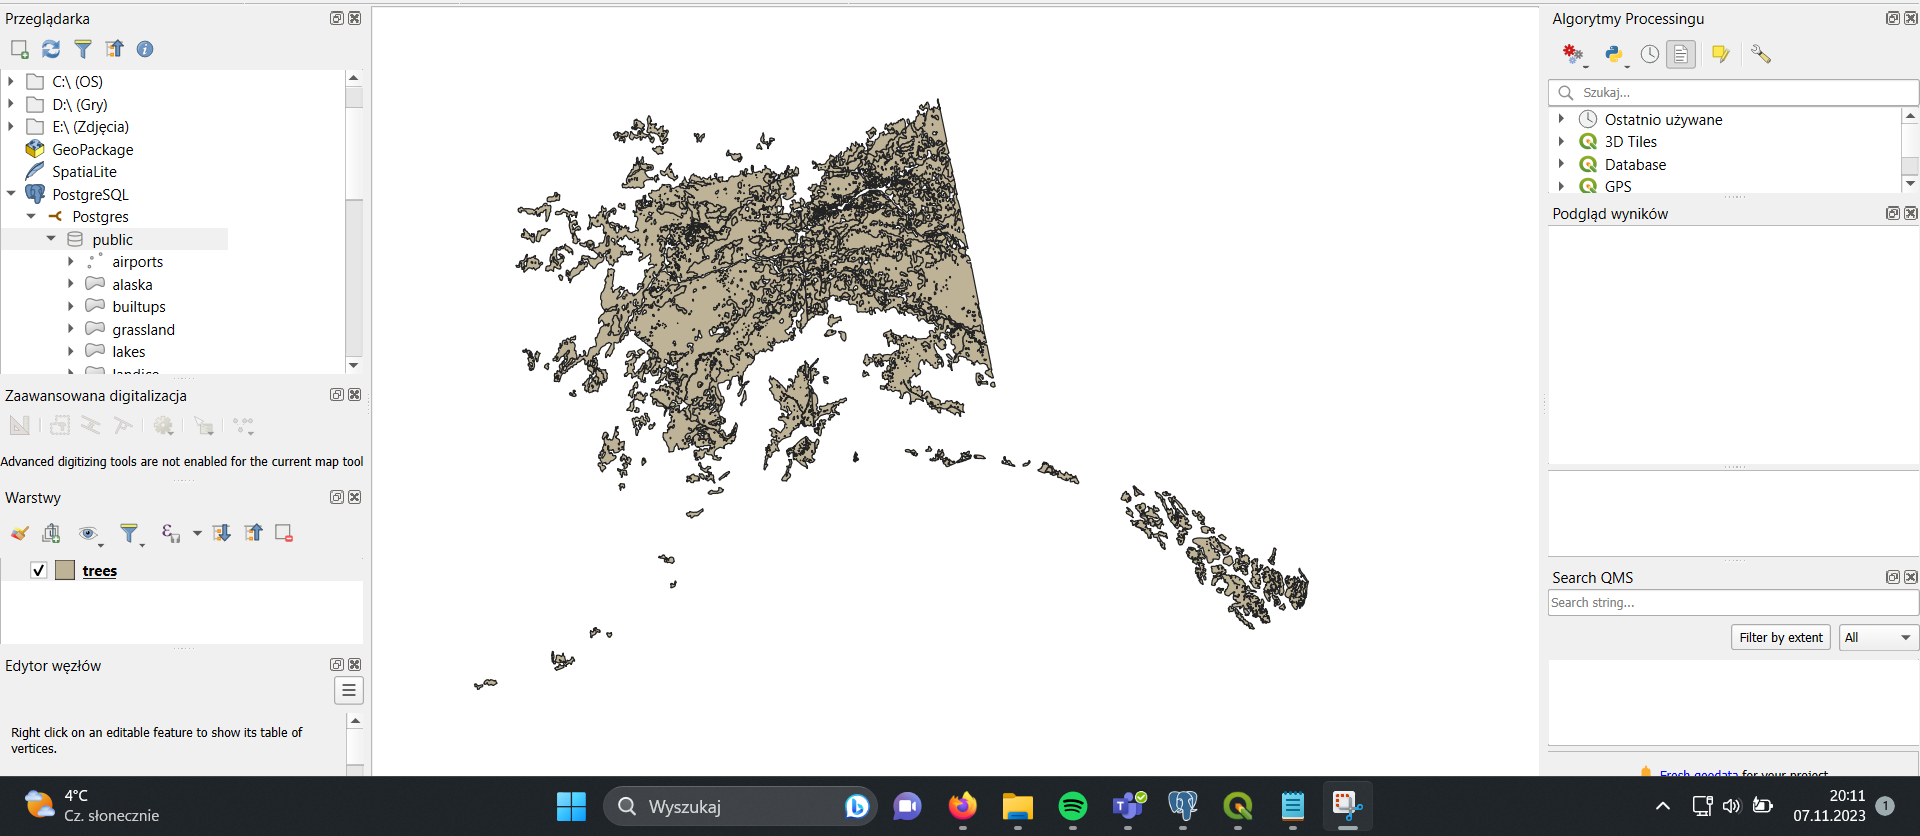 Przeglądarka
C:\ (OS)
D:\ (Gry)
E:\ (Zdjęcia)
GeoPackage
SpatiaLite
PostgreSQL
Postgres
public
airports
alaska
builtups
grassland
lakes
landice
Zaawansowana digitalizacja
Advanced digitizing tools are not enabled for the current map tool
Warstwy
trees
Edytor węzłów
Right click on an editable feature to show its table of
vertices.
Algorytmy Processingu
Szukaj...
Ostatnio używane
3D Tiles
Database
GPS
Podgląd wyników
Search QMS
Search string...
Filter by extent
All
Fresh geodata for your project
4°C
Cz. słonecznie
Wyszukaj
20:11
07.11.2023
1